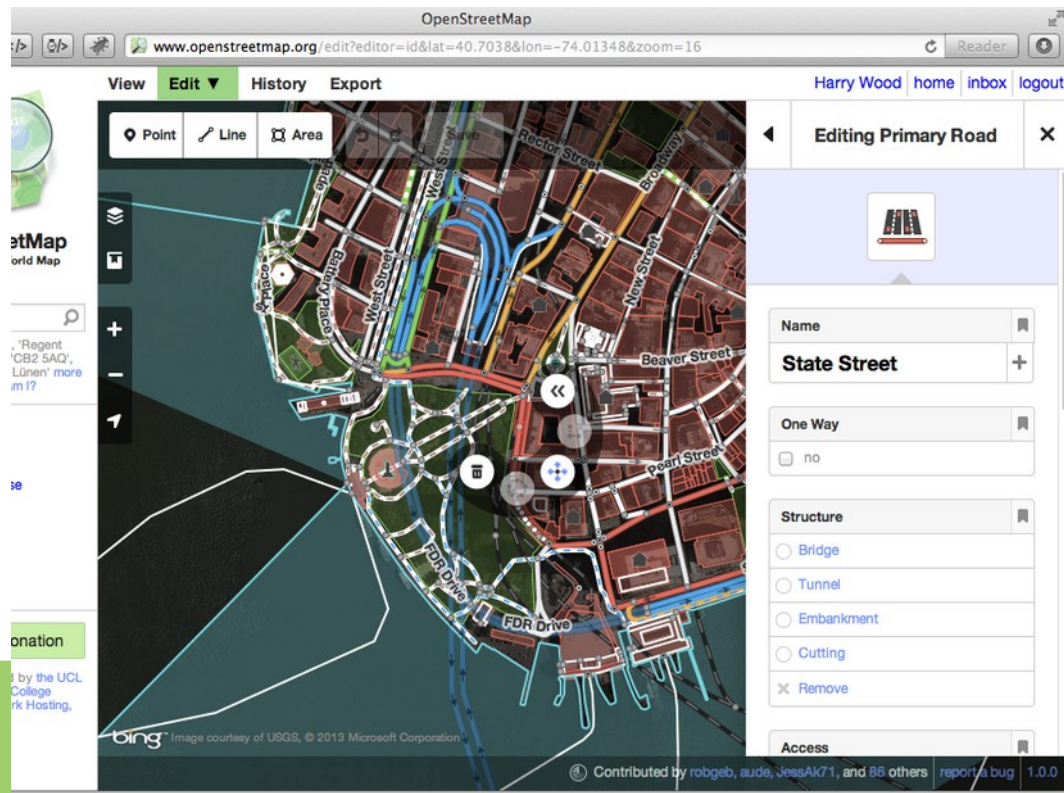 OpenStreetMap
www.openstreetmap.org/edit?editor=id&lat=40.7038&lon=-74.01348&zoom=16
Reader
View Edit ▼ History Export
Harry Wood home inbox logout
Point Line Area Save
Editing Primary Road
etMap
orld Map
, 'Regent
'CB2 5AQ',
Lünen' more
am I?
se
onation
d by the UCL
College
rk Hosting,
Rector Street
Broadway
West Street
Battery Place
West Street
New Street
Beaver Street
Pearl Street
FDR Drive
FDR Drive
Name
State Street
One Way
no
Structure
Bridge
Tunnel
Embankment
Cutting
Remove
Access
bing Image courtesy of USGS, © 2013 Microsoft Corporation
Contributed by robgeb, aude, JessAk71, and 86 others report a bug 1.0.0